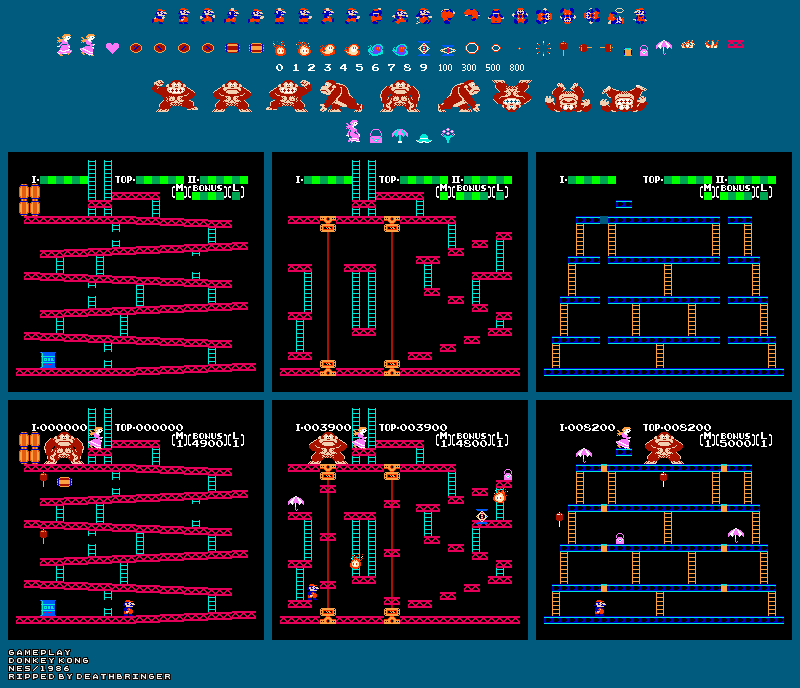 0 1 2 3 4 5 6 7 8 9 100 300 500 800
I- TOP- II-
M BONUS L
I- TOP- II-
M BONUS L
I- TOP- II-
M BONUS L
I-000000 TOP-000000
M BONUS L
1 4900 1
I-003900 TOP-003900
M BONUS L
1 4800 1
I-008200 TOP-008200
M BONUS L
1 5000 1
GAMEPLAY
DONKEY KONG
NES/1986
RIPPED BY DEATHBRINGER